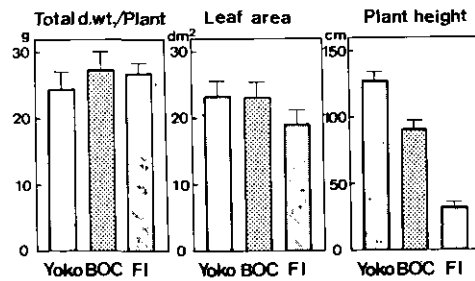 Total d.wt./Plant
Leaf area
Plant height
g
dm²
cm
30
20
10
0
Yoko BOC FI
30
20
10
0
Yoko BOC FI
150
100
50
0
Yoko BOC FI